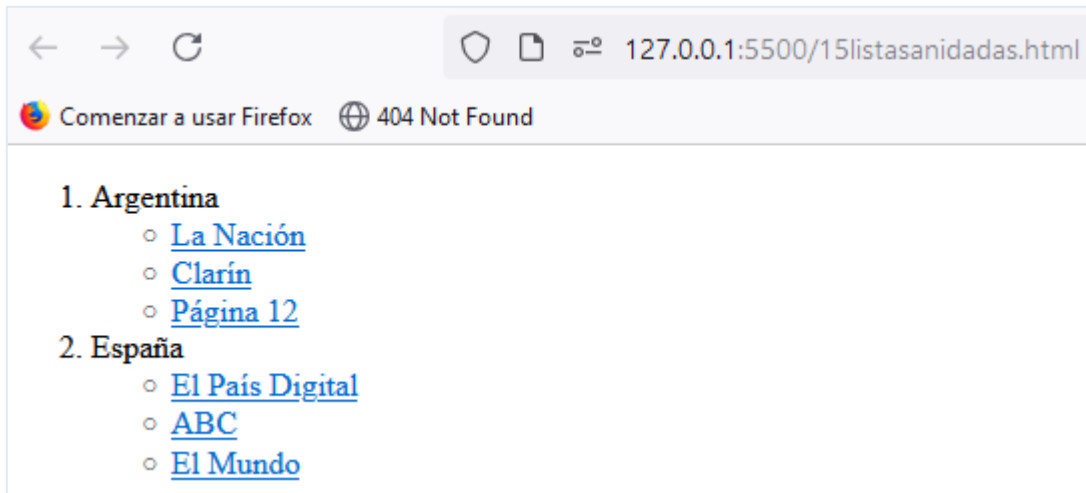 127.0.0.1:5500/15listasanidadas.html
Comenzar a usar Firefox 404 Not Found
1. Argentina
○ La Nación
○ Clarín
○ Página 12
2. España
○ El País Digital
○ ABC
○ El Mundo